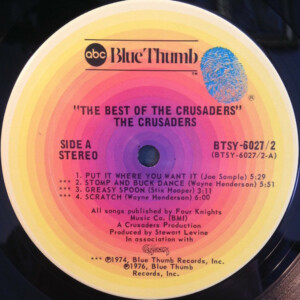 abc Blue Thumb
TM
"THE BEST OF THE CRUSADERS"
THE CRUSADERS
SIDE A
STEREO
BTSY-6027/2
(BTSY-6027/2-A)
1. PUT IT WHERE YOU WANT IT (Joe Sample) 5:29
*** 2. STOMP AND BUCK DANCE (Wayne Henderson) 5:51
*** 3. GREASY SPOON (Stix Hooper) 3:11
*** 4. SCRATCH (Wayne Henderson) 6:00
All songs published by Four Knights
Music Co. (BMI)
A Crusaders Production
Produced by Stewart Levine
In association with
Crusaders
*** ℗1974, Blue Thumb Records, Inc.
©1976, Blue Thumb
Records, Inc.